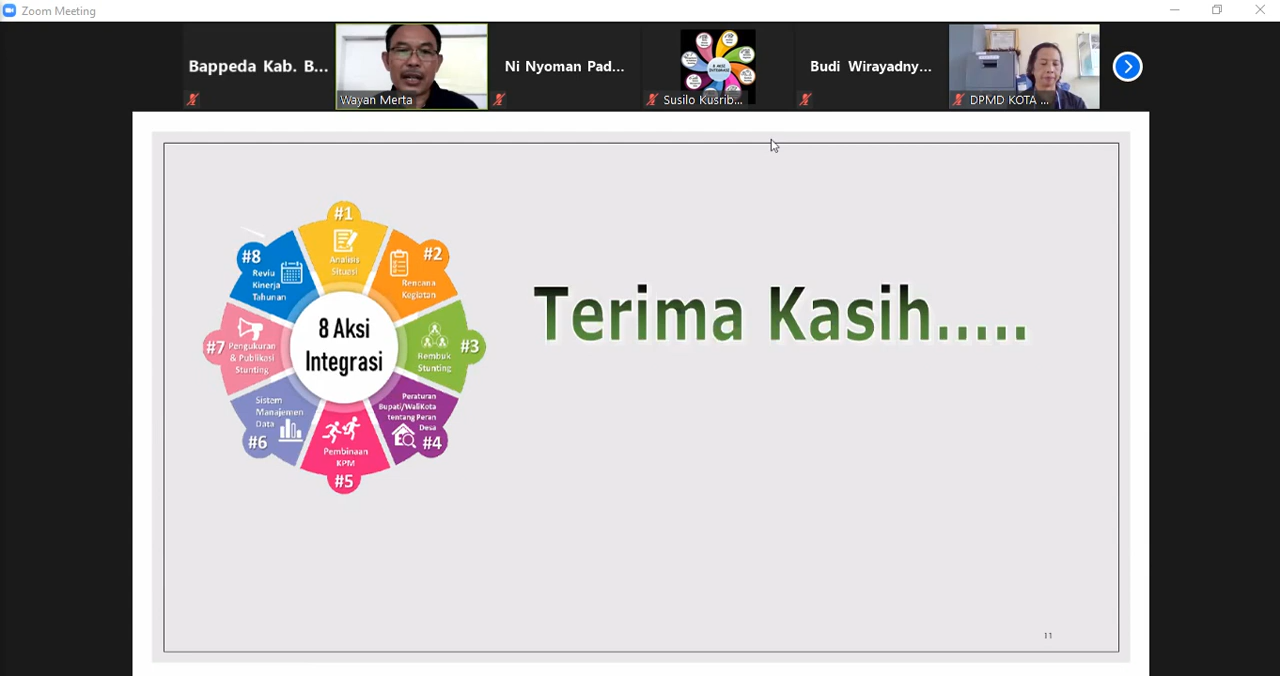 Zoom Meeting
Bappeda Kab. B...
Wayan Merta
Ni Nyoman Pad...
Susilo Kusrib...
Budi Wirayadny...
DPMD KOTA ...
8 Aksi
Integrasi
#1
Analisis
Situasi
#2
Rencana
Kegiatan
#3
Rembuk
Stunting
Peraturan
Bupati/WaliKota
tentang Peran
Desa
#4
Pembinaan
KPM
#5
Sistem
Manajemen
Data
#6
#7 Pengukuran
& Publikasi
Stunting
#8
Reviu
Kinerja
Tahunan
Terima Kasih.....
11